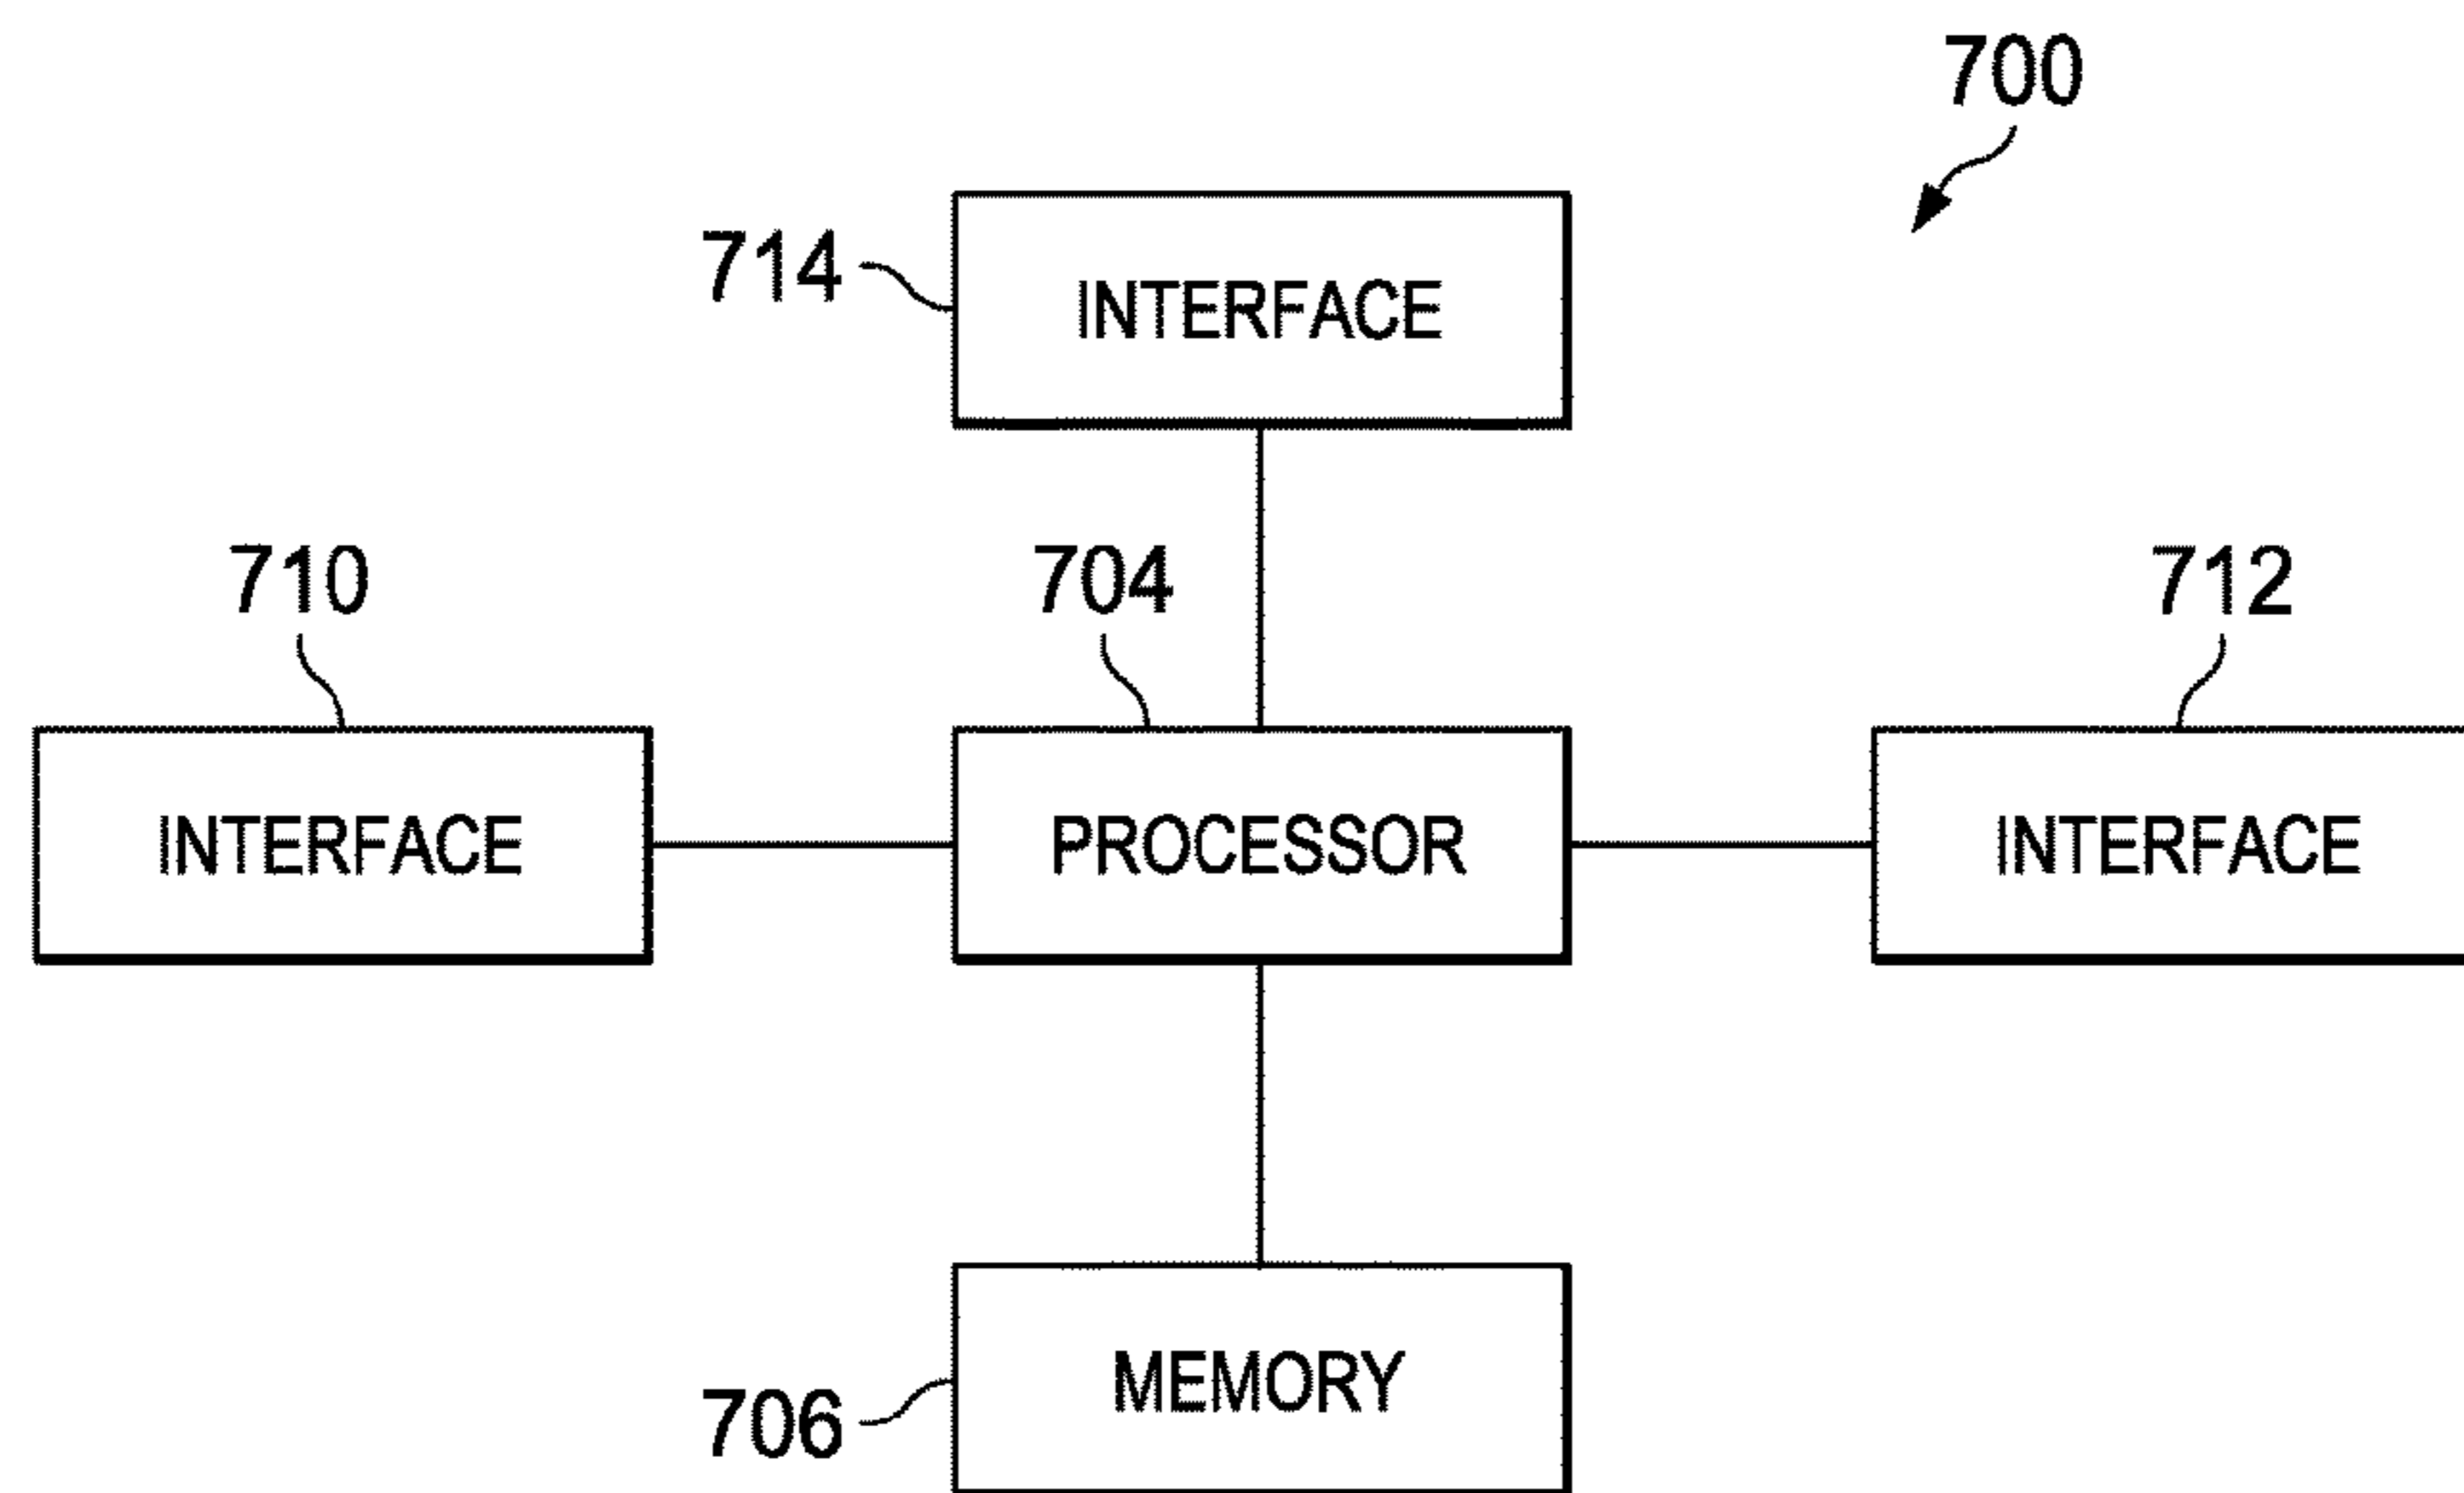 700
714
INTERFACE
710
704
712
INTERFACE
PROCESSOR
INTERFACE
MEMORY
706